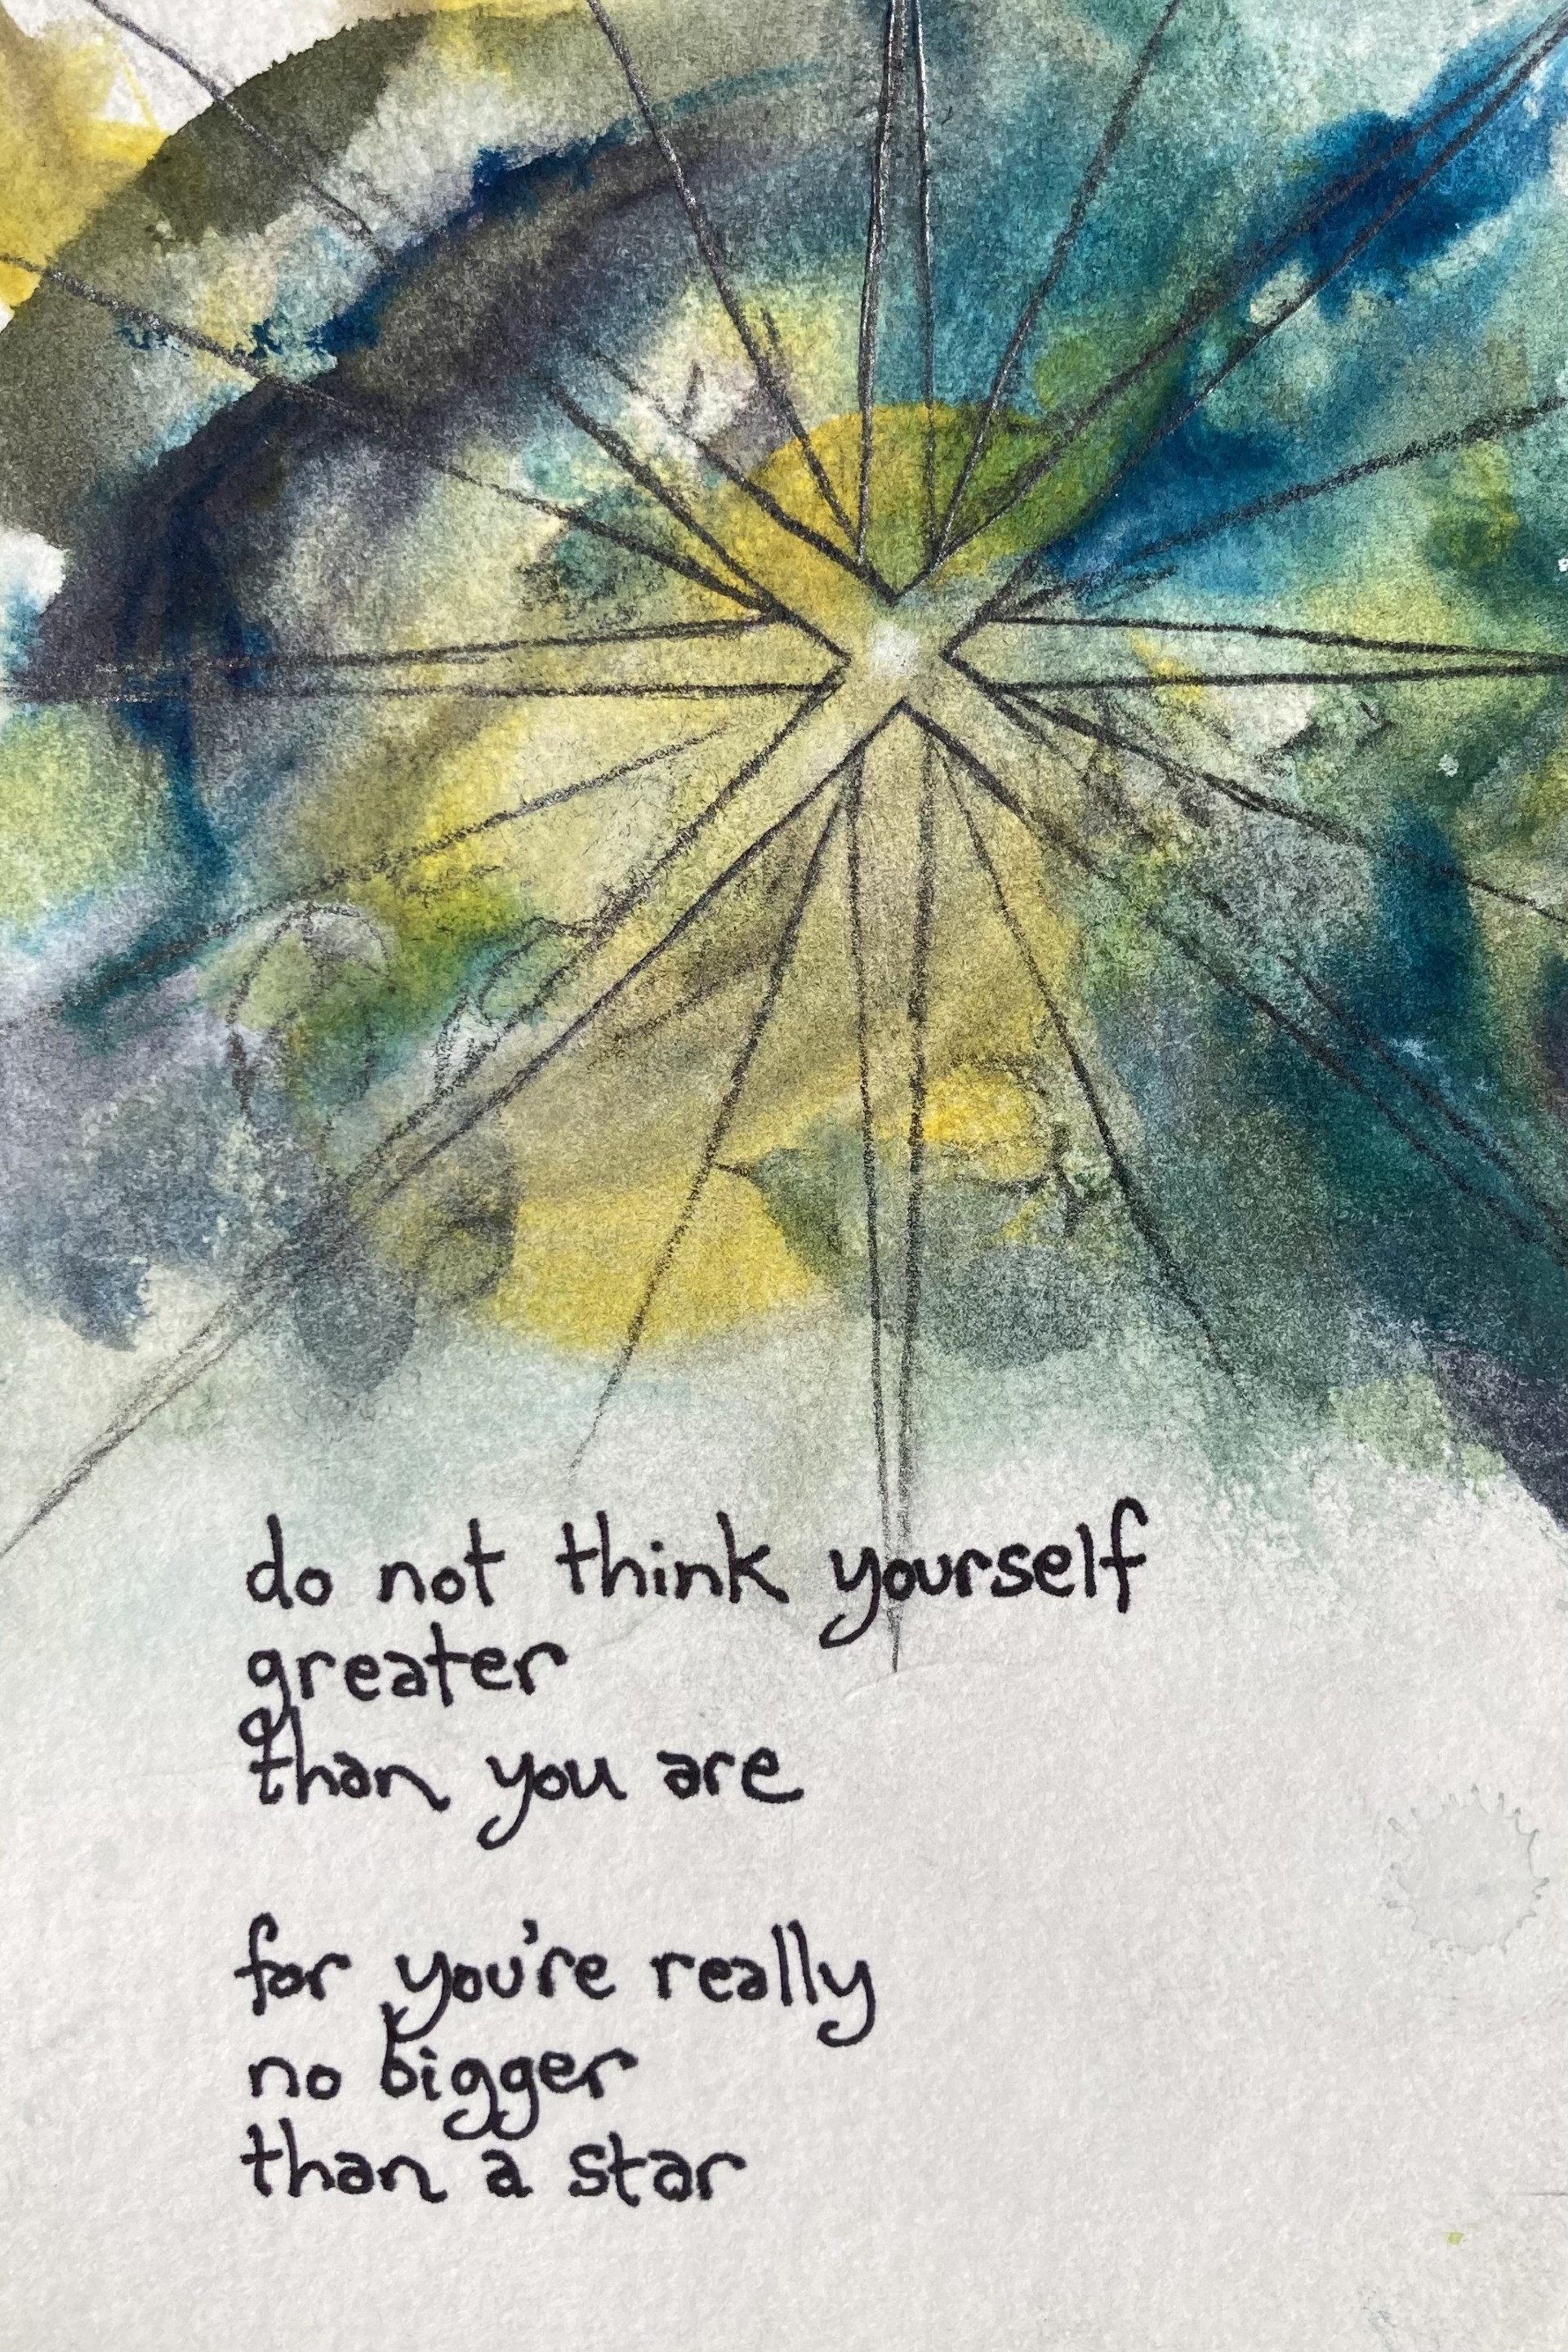 do not think yourself
greater
than you are
for you're really
no bigger
than a star